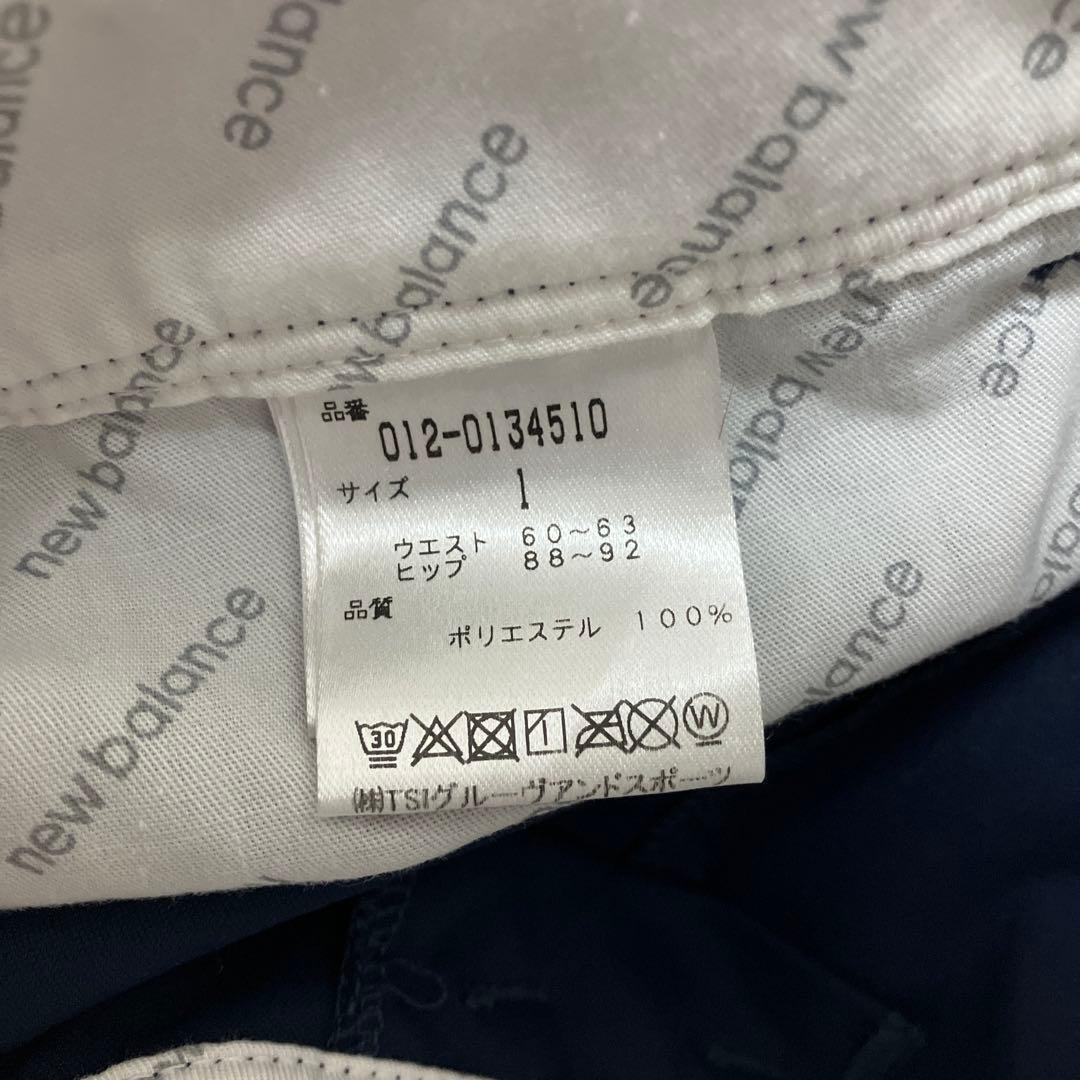 new balance
new balance
new balance
new balance
new balance
new balance
new balance
品番
012-0134510
サイズ 1
ウエスト 60~63
ヒップ 88~92
品質
ポリエステル 100%
30
W
(株)TSIグルーヴアンドスポーツ